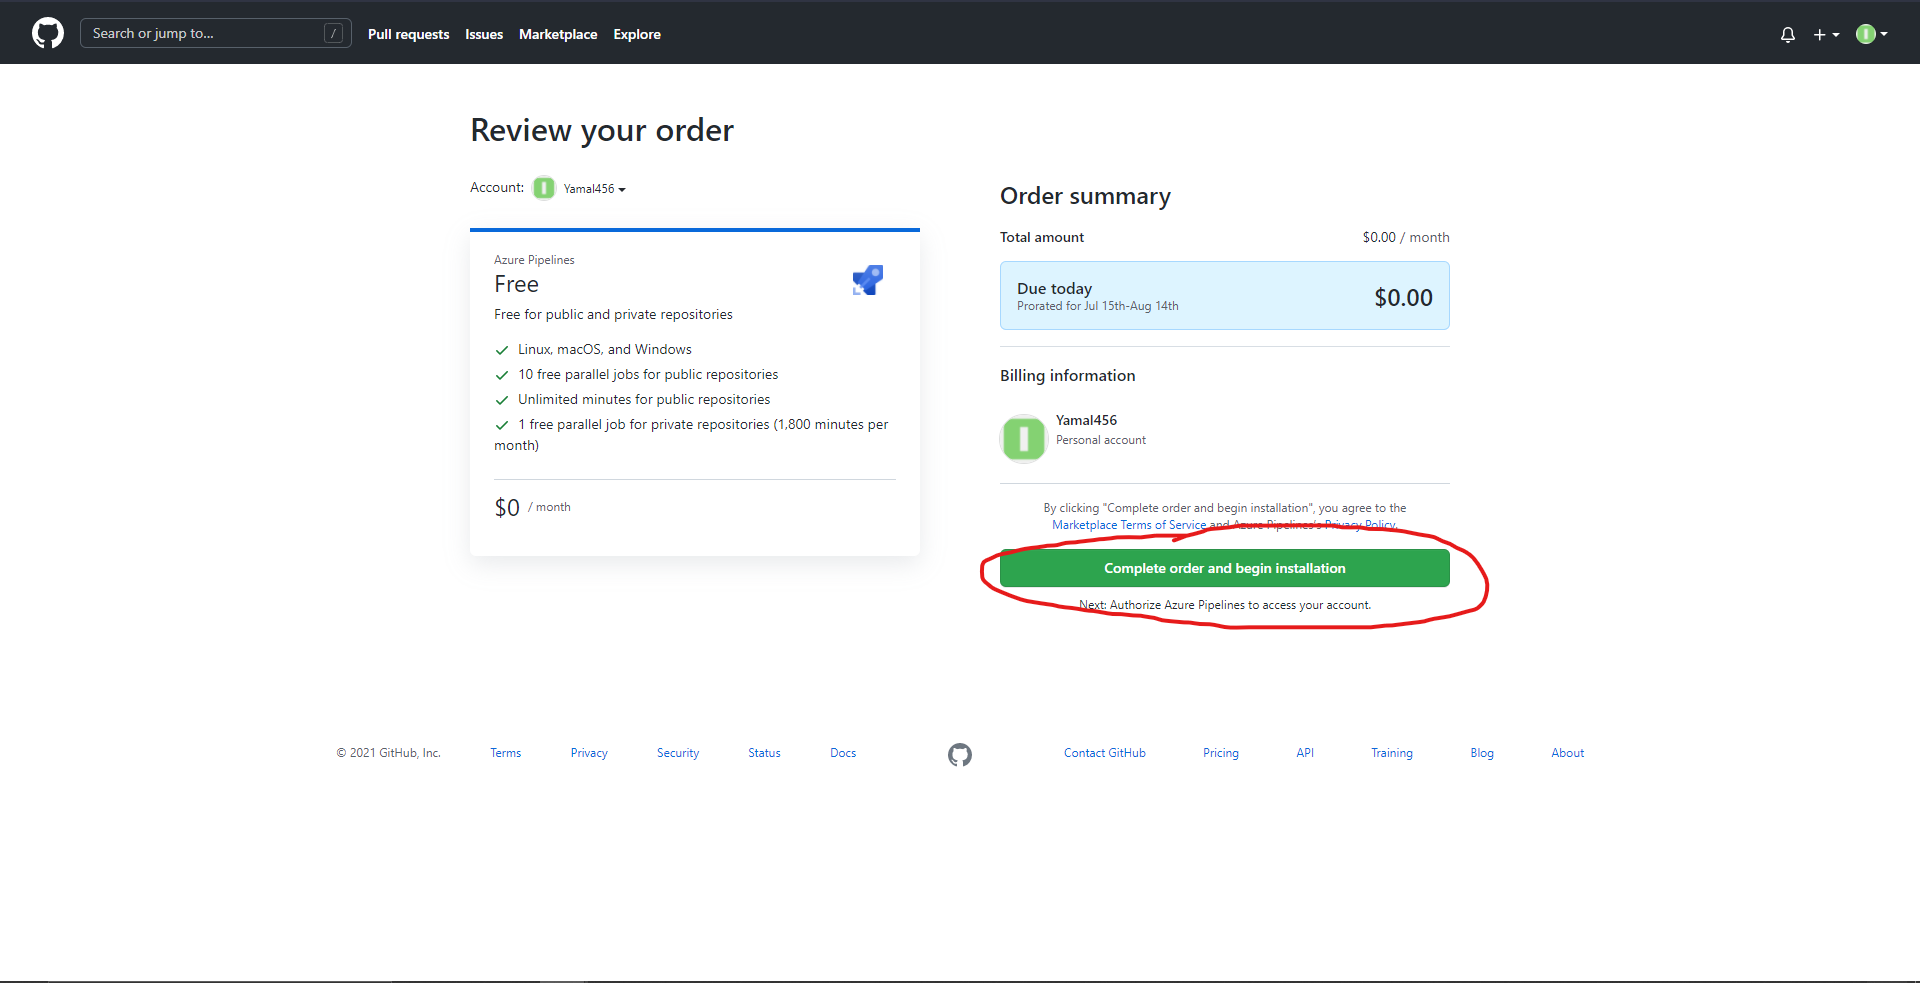 Search or jump to... /
Pull requests Issues Marketplace Explore
Review your order
Account: Yamal456
Azure Pipelines
Free
Free for public and private repositories
Linux, macOS, and Windows
10 free parallel jobs for public repositories
Unlimited minutes for public repositories
1 free parallel job for private repositories (1,800 minutes per
month)
$0 / month
Order summary
Total amount $0.00 / month
Due today
Prorated for Jul 15th-Aug 14th
$0.00
Billing information
Yamal456
Personal account
By clicking "Complete order and begin installation", you agree to the
Marketplace Terms of Service and Azure Pipelines's Privacy Policy.
Complete order and begin installation
Next: Authorize Azure Pipelines to access your account.
© 2021 GitHub, Inc. Terms Privacy Security Status Docs Contact GitHub Pricing API Training Blog About